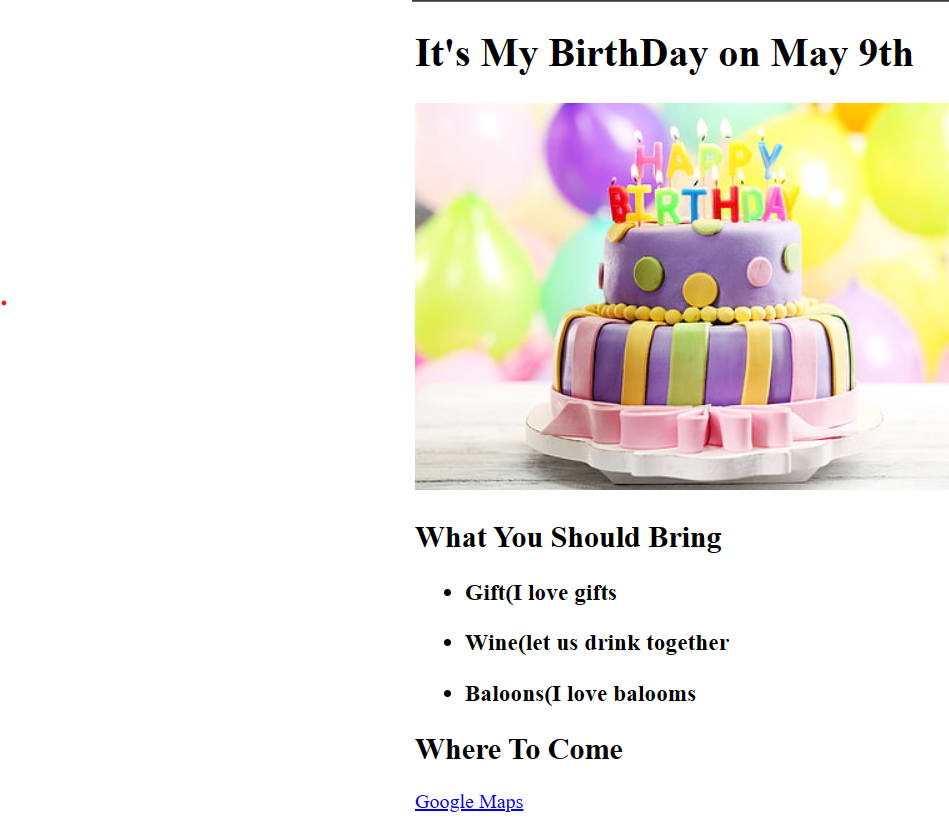 It's My BirthDay on May 9th
HAPPY
BIRTHDAY
What You Should Bring
Gift(I love gifts
Wine(let us drink together
Baloons(I love balooms
Where To Come
Google Maps